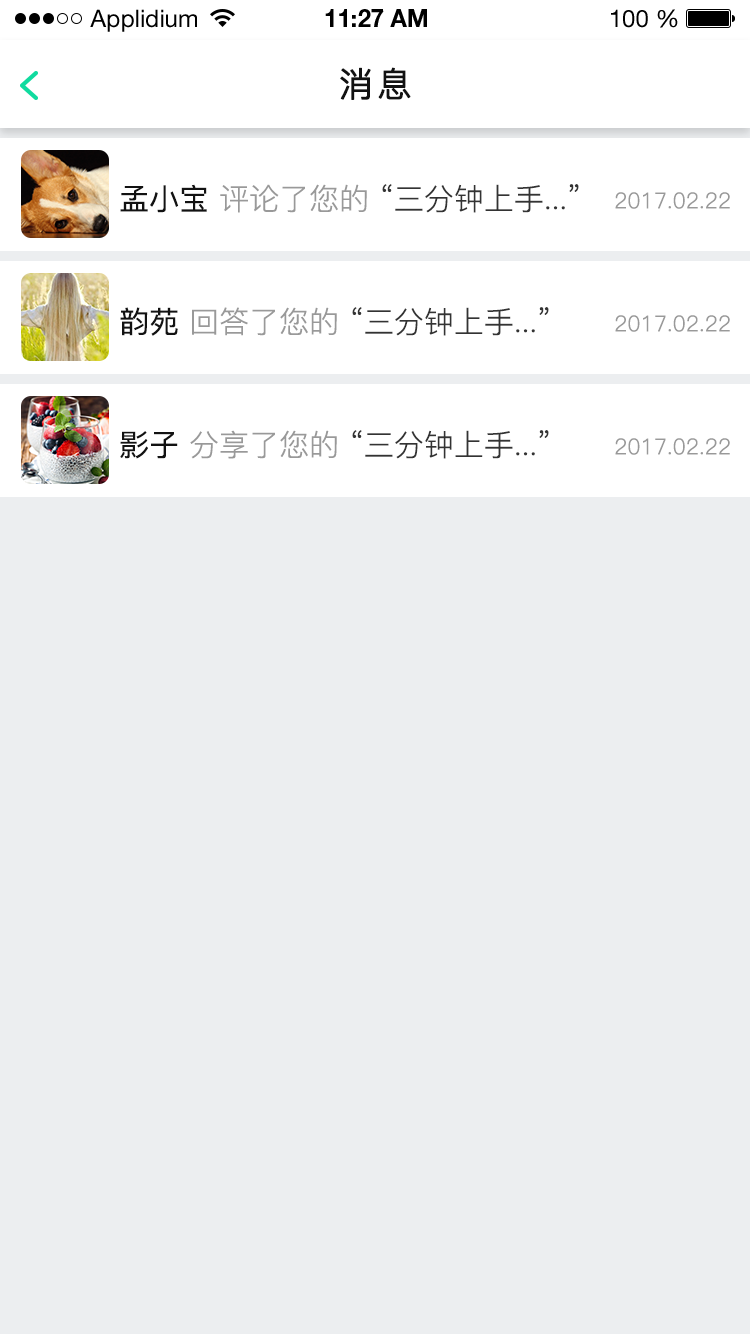 Applidium 11:27 AM 100 %
消息
孟小宝 评论了您的 “三分钟上手...” 2017.02.22
韵苑 回答了您的 “三分钟上手...” 2017.02.22
影子 分享了您的 “三分钟上手...” 2017.02.22